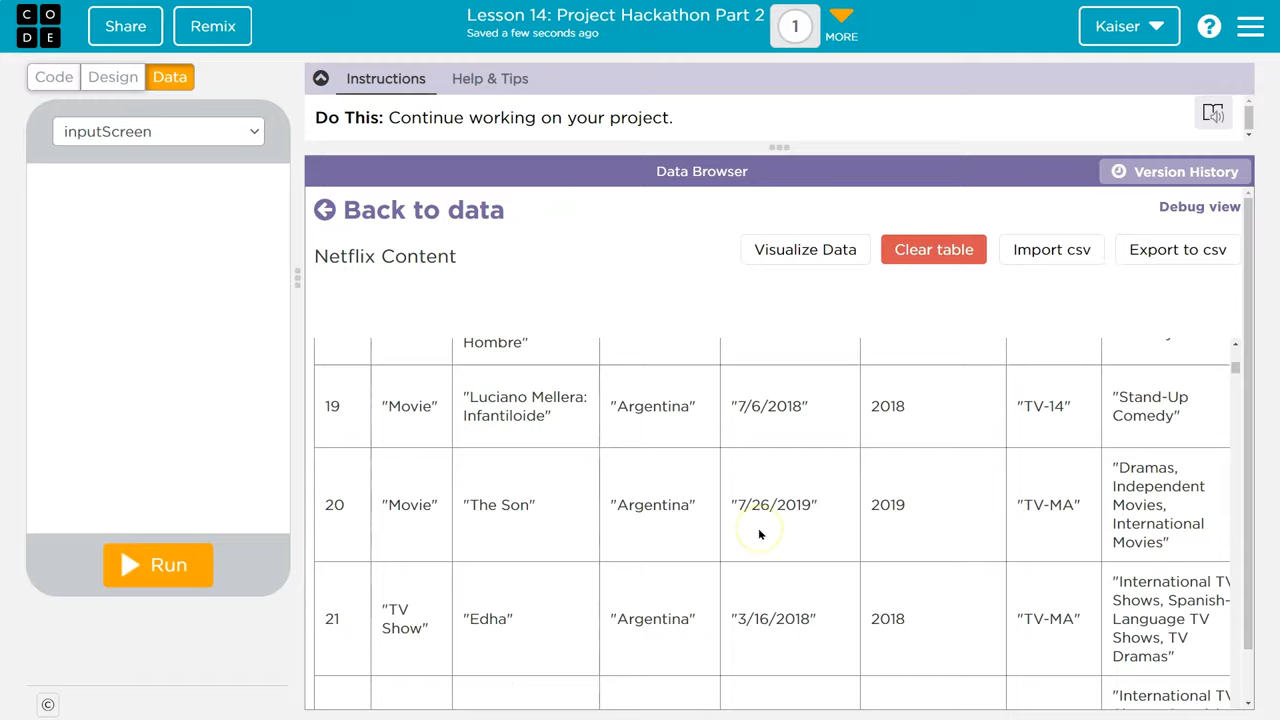 C O
D E
Share
Remix
Lesson 14: Project Hackathon Part 2
Saved a few seconds ago
1
MORE
Kaiser
?
Code
Design
Data
Instructions
Help & Tips
inputScreen
Do This: Continue working on your project.
Data Browser
Version History
Back to data
Debug view
Netflix Content
Visualize Data
Clear table
Import csv
Export to csv
Hombre"
19
"Movie"
"Luciano Mellera:
Infantiloide"
"Argentina"
"7/6/2018"
2018
"TV-14"
"Stand-Up
Comedy"
20
"Movie"
"The Son"
"Argentina"
"7/26/2019"
2019
"TV-MA"
"Dramas,
Independent
Movies,
International
Movies"
21
"TV
Show"
"Edha"
"Argentina"
"3/16/2018"
2018
"TV-MA"
"International TV
Shows, Spanish-
Language TV
Shows, TV
Dramas"
"International TV
Run
©